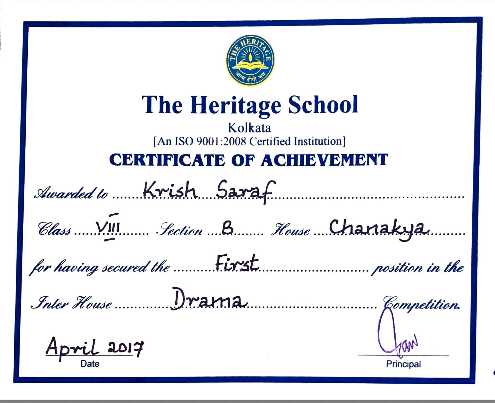 THE HERITAGE
The Heritage School
Kolkata
[An ISO 9001:2008 Certified Institution]
CERTIFICATE OF ACHIEVEMENT
Awarded to Krish Saraf
Class VIII Section B House Chanakya
for having secured the First position in the
Inter House Drama Competition.
April 2017
Date
Principal